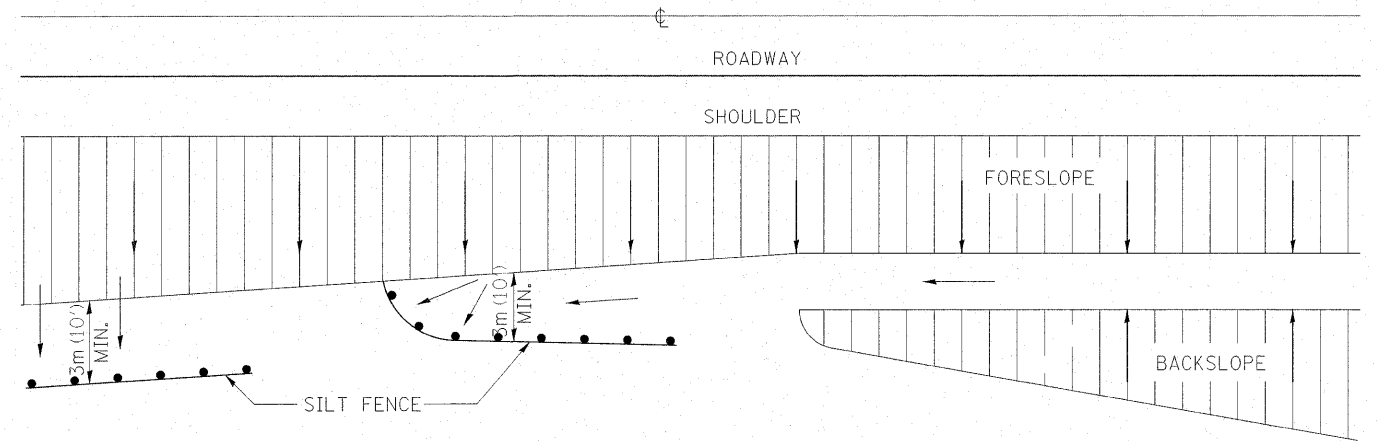 ℄
ROADWAY
SHOULDER
FORESLOPE
3m (10')
MIN.
3m (10')
MIN.
BACKSLOPE
SILT FENCE